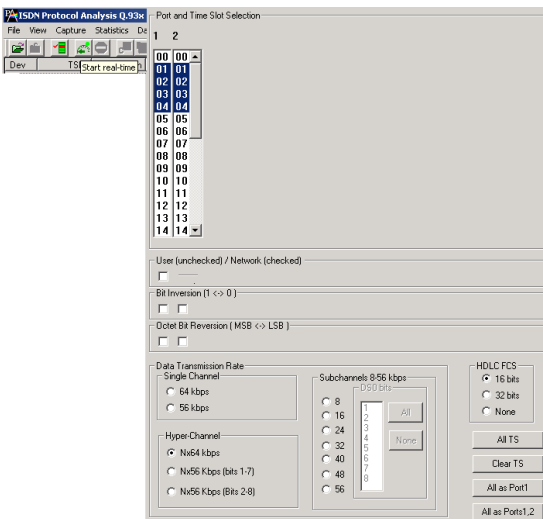 ISDN Protocol Analysis Q.93x
File View Capture Statistics
Dev
Start real-time
Port and Time Slot Selection
1 2
00 00
01 01
02 02
03 03
04 04
05 05
06 06
07 07
08 08
09 09
10 10
11 11
12 12
13 13
14 14
User (unchecked) / Network (checked)
Bit Inversion (1 <-> 0 )
Octet Bit Reversion ( MSB <-> LSB )
Data Transmission Rate
Single Channel
64 kbps
56 kbps
Hyper-Channel
Nx64 kbps
Nx56 Kbps (bits 1-7)
Nx56 Kbps (Bits 2-8)
Subchannels 8-56 kbps
DS0 bits
8
16
24
32
40
48
56
1
2
3
4
5
6
7
8
All
None
HDLC FCS
16 bits
32 bits
None
All TS
Clear TS
All as Port1
All as Ports1,2